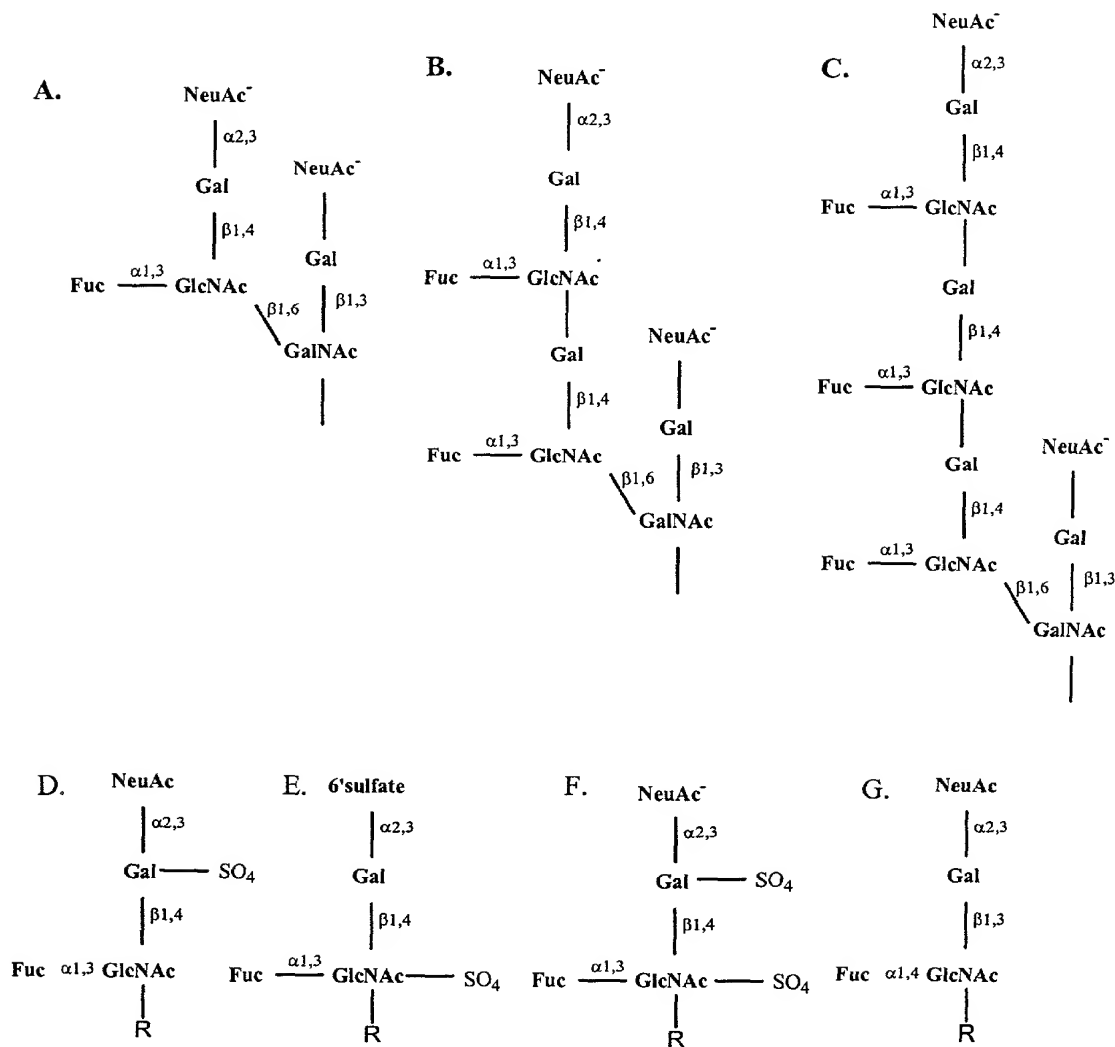 A.
NeuAc⁻
α2,3
Gal
β1,4
Fuc α1,3 GlcNAc
β1,6
NeuAc⁻
Gal
β1,3
GalNAc
B.
NeuAc⁻
α2,3
Gal
β1,4
Fuc α1,3 GlcNAc
Gal
β1,4
Fuc α1,3 GlcNAc
β1,6
NeuAc⁻
Gal
β1,3
GalNAc
C.
NeuAc⁻
α2,3
Gal
β1,4
Fuc α1,3 GlcNAc
Gal
β1,4
Fuc α1,3 GlcNAc
Gal
β1,4
Fuc α1,3 GlcNAc
β1,6
NeuAc⁻
Gal
β1,3
GalNAc
D.
NeuAc
α2,3
Gal SO₄
β1,4
Fuc α1,3 GlcNAc
R
E.
6'sulfate
α2,3
Gal
β1,4
Fuc α1,3 GlcNAc SO₄
R
F.
NeuAc⁻
α2,3
Gal SO₄
β1,4
Fuc α1,3 GlcNAc SO₄
R
G.
NeuAc
α2,3
Gal
β1,3
Fuc α1,4 GlcNAc
R